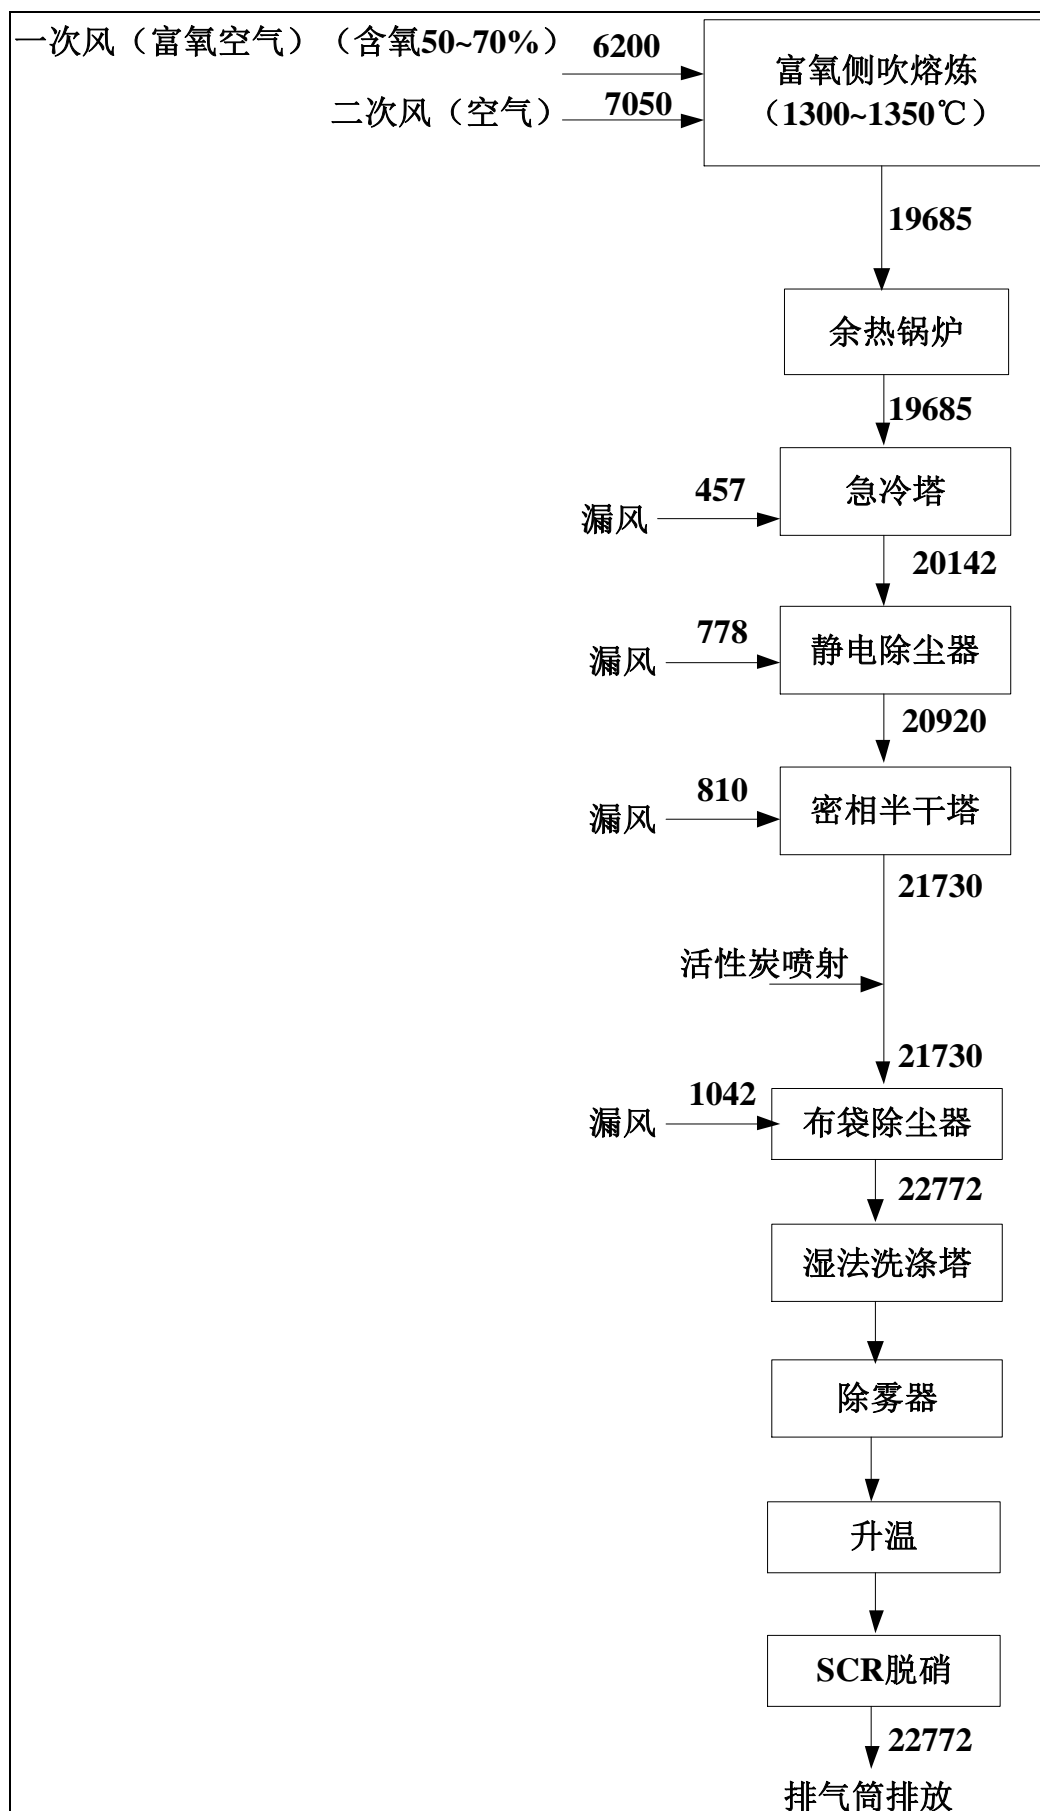 一次风（富氧空气）（含氧50~70%）
6200
二次风（空气）
7050
富氧侧吹熔炼
（1300~1350℃）
19685
余热锅炉
19685
漏风
457
急冷塔
20142
漏风
778
静电除尘器
20920
漏风
810
密相半干塔
21730
活性炭喷射
21730
漏风
1042
布袋除尘器
22772
湿法洗涤塔
除雾器
升温
SCR脱硝
22772
排气筒排放